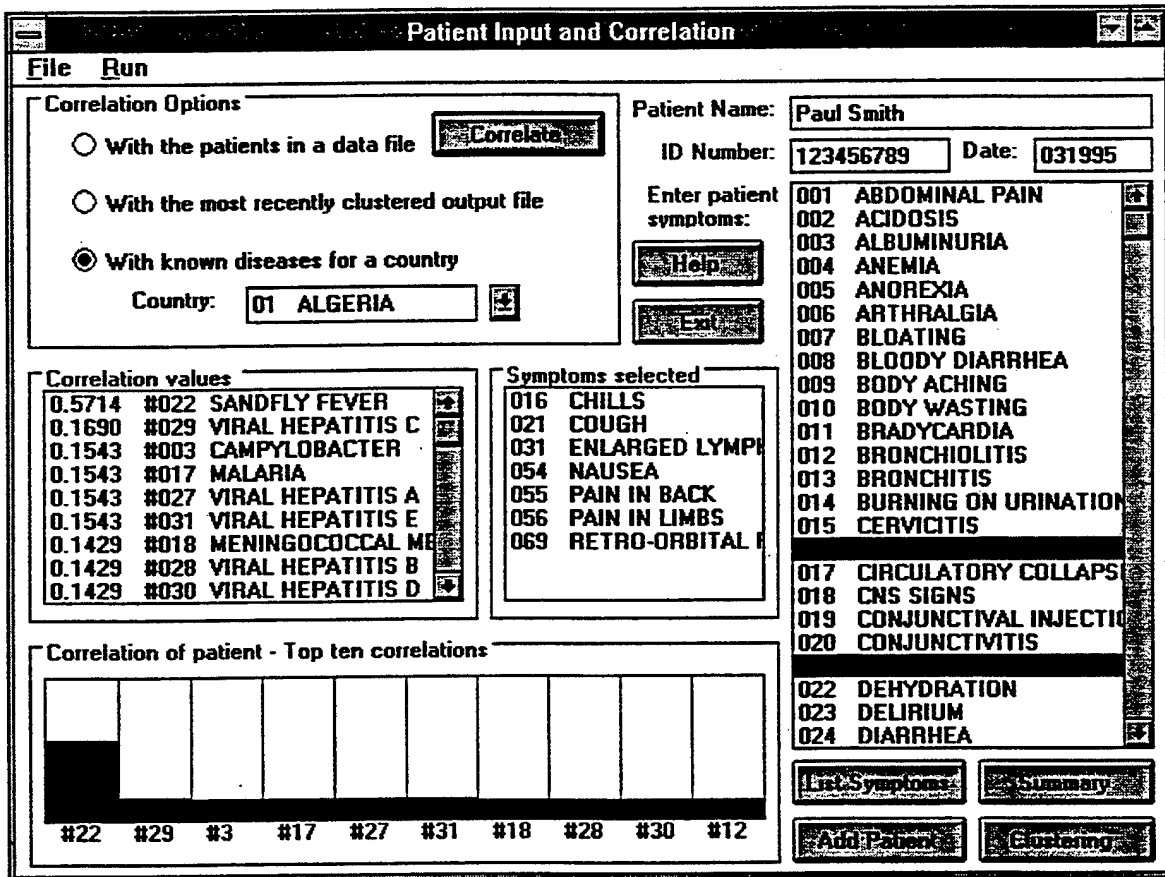 Patient Input and Correlation
File Run
Correlation Options
With the patients in a data file
Correlate
With the most recently clustered output file
With known diseases for a country
Country: 01 ALGERIA
Patient Name: Paul Smith
ID Number: 123456789 Date: 031995
Enter patient
symptoms:
Help
Exit
001 ABDOMINAL PAIN
002 ACIDOSIS
003 ALBUMINURIA
004 ANEMIA
005 ANOREXIA
006 ARTHRALGIA
007 BLOATING
008 BLOODY DIARRHEA
009 BODY ACHING
010 BODY WASTING
011 BRADYCARDIA
012 BRONCHIOLITIS
013 BRONCHITIS
014 BURNING ON URINATION
015 CERVICITIS
017 CIRCULATORY COLLAPS
018 CNS SIGNS
019 CONJUNCTIVAL INJECTI
020 CONJUNCTIVITIS
022 DEHYDRATION
023 DELIRIUM
024 DIARRHEA
Correlation values
0.5714 #022 SANDFLY FEVER
0.1690 #029 VIRAL HEPATITIS C
0.1543 #003 CAMPYLOBACTER
0.1543 #017 MALARIA
0.1543 #027 VIRAL HEPATITIS A
0.1543 #031 VIRAL HEPATITIS E
0.1429 #018 MENINGOCOCCAL ME
0.1429 #028 VIRAL HEPATITIS B
0.1429 #030 VIRAL HEPATITIS D
Symptoms selected
016 CHILLS
021 COUGH
031 ENLARGED LYMPH
054 NAUSEA
055 PAIN IN BACK
056 PAIN IN LIMBS
069 RETRO-ORBITAL P
Correlation of patient - Top ten correlations
#22 #29 #3 #17 #27 #31 #18 #28 #30 #12
List Symptoms
Summary
Add Patient
Clustering